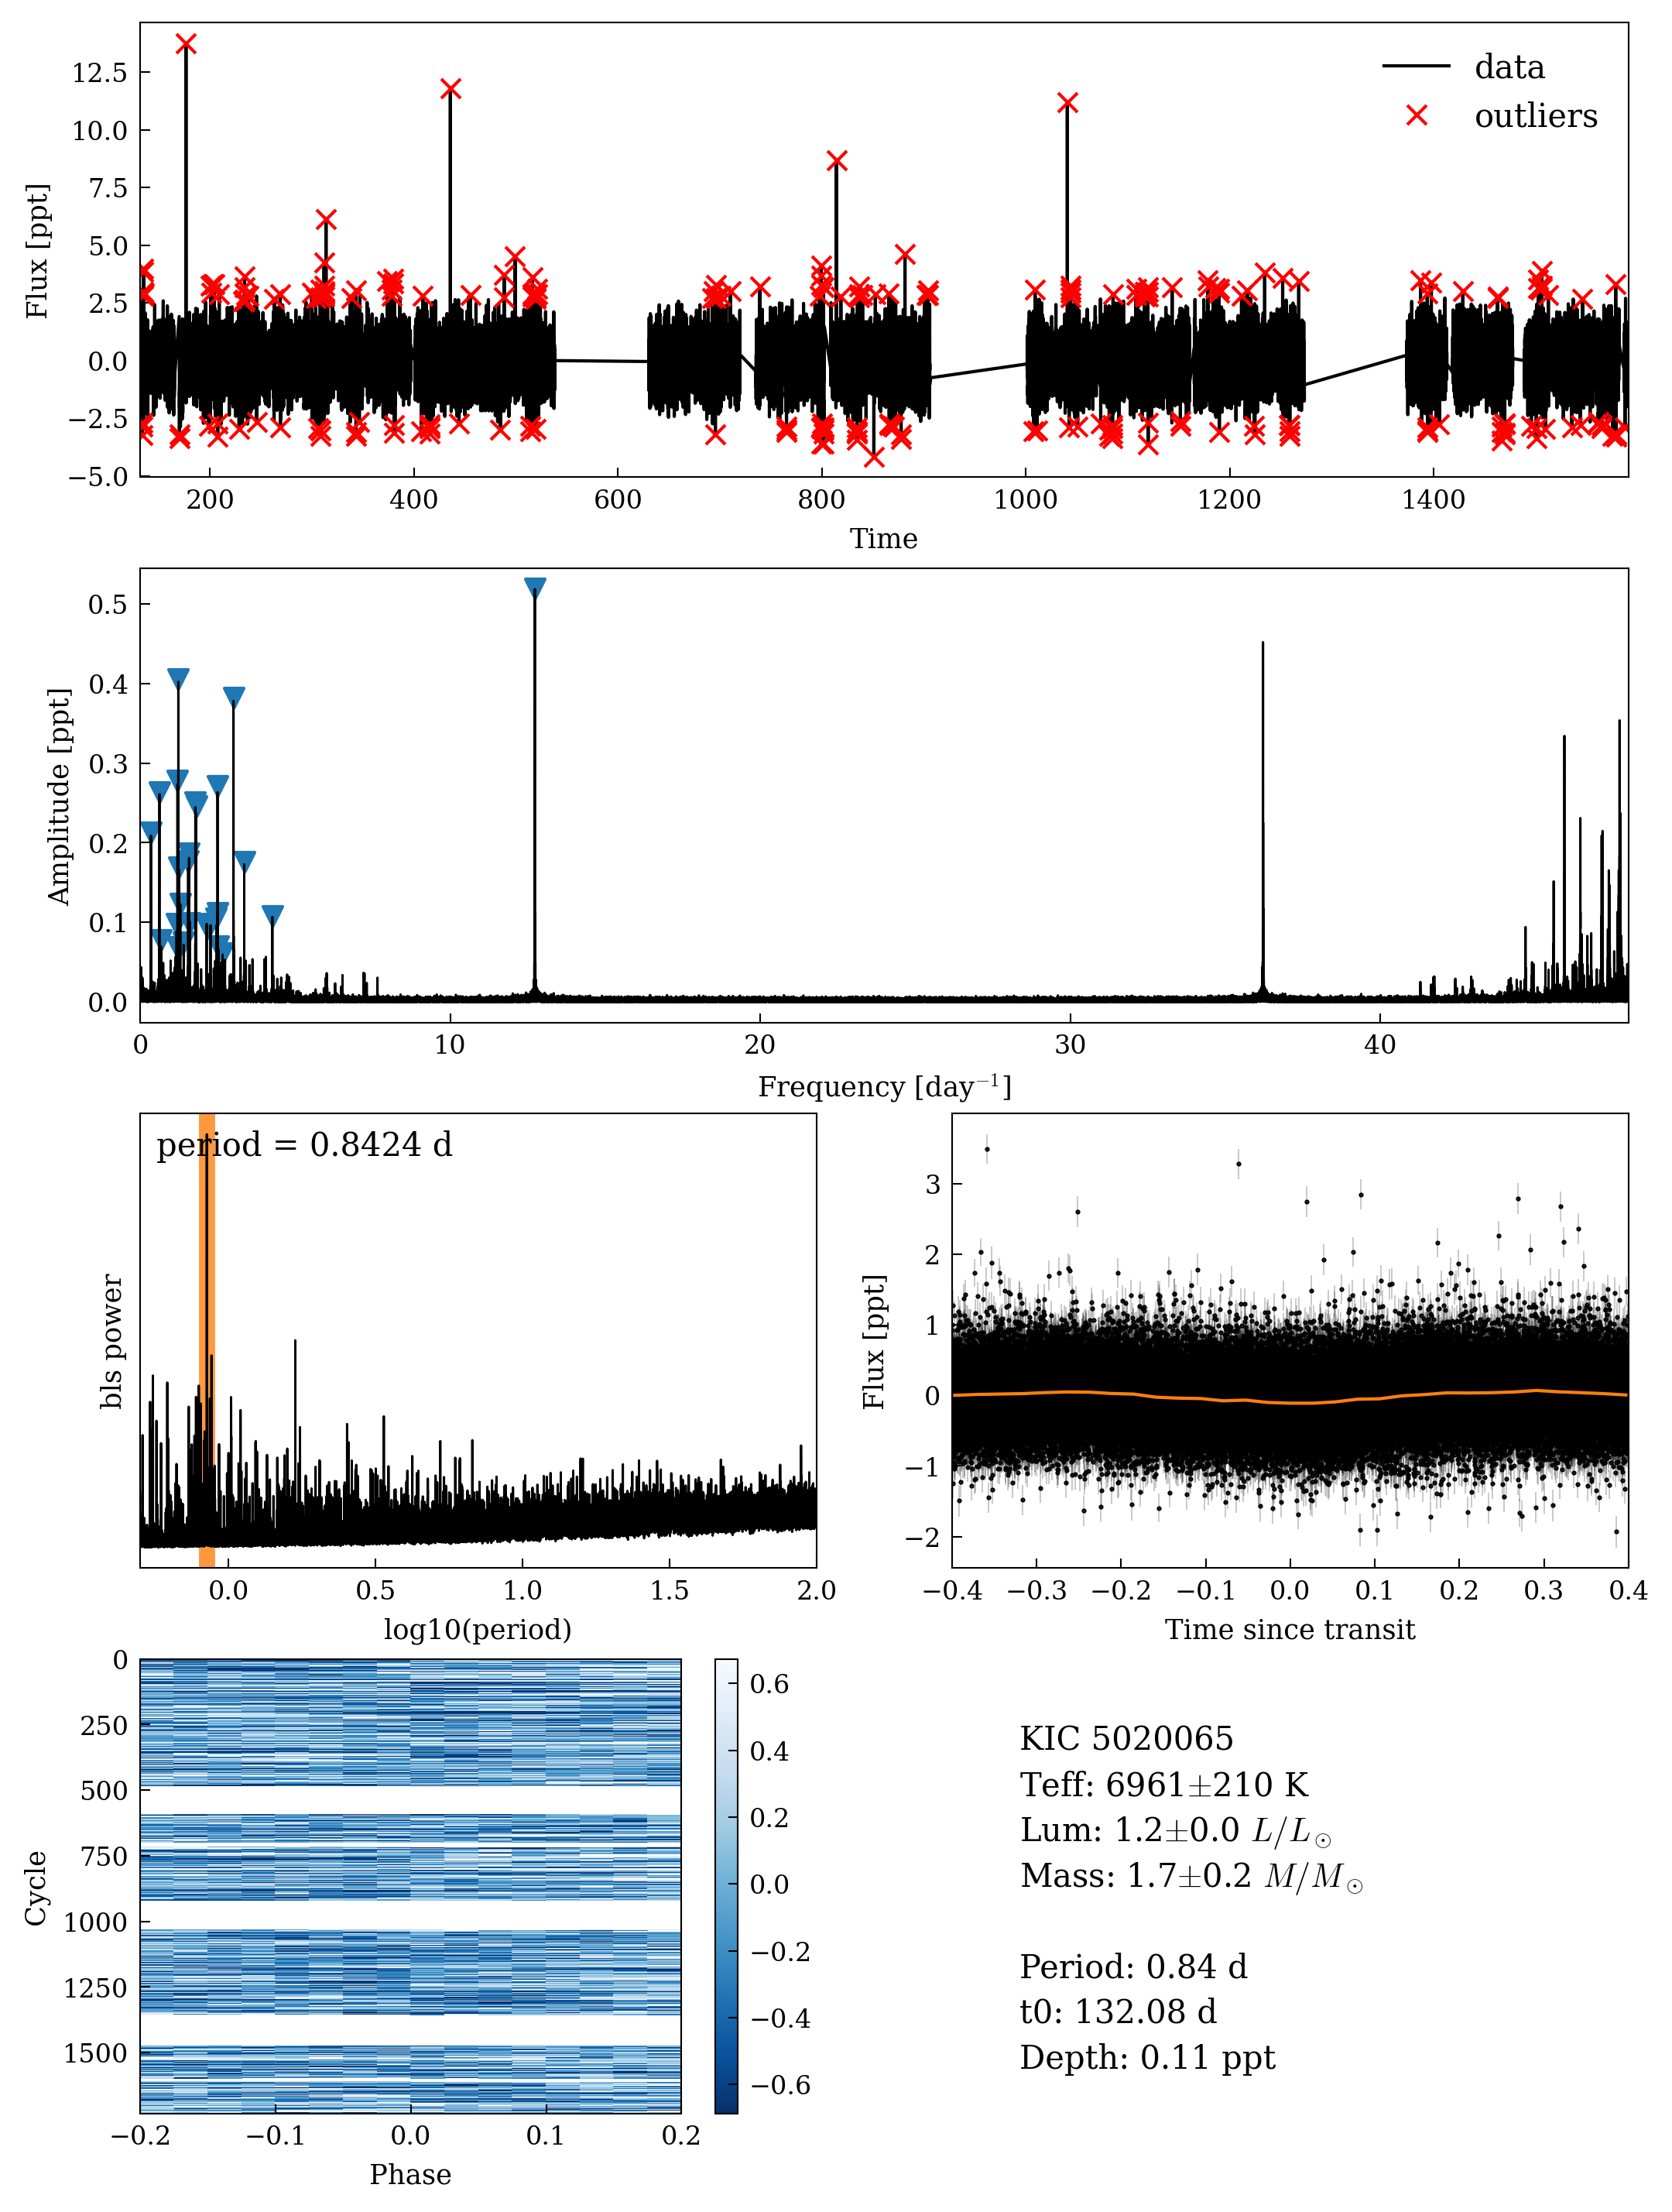 12.5
10.0
7.5
5.0
2.5
0.0
−2.5
−5.0
Flux [ppt]
data
outliers
200 400 600 800 1000 1200 1400
Time
0.5
0.4
0.3
0.2
0.1
0.0
Amplitude [ppt]
0 10 20 30 40
Frequency [day⁻¹]
period = 0.8424 d
bls power
0.0 0.5 1.0 1.5 2.0
log10(period)
3
2
1
0
−1
−2
Flux [ppt]
−0.4 −0.3 −0.2 −0.1 0.0 0.1 0.2 0.3 0.4
Time since transit
0
250
500
750
1000
1250
1500
Cycle
−0.2 −0.1 0.0 0.1 0.2
Phase
0.6
0.4
0.2
0.0
−0.2
−0.4
−0.6
KIC 5020065
Teff: 6961±210 K
Lum: 1.2±0.0 L/L⊙
Mass: 1.7±0.2 M/M⊙
Period: 0.84 d
t0: 132.08 d
Depth: 0.11 ppt